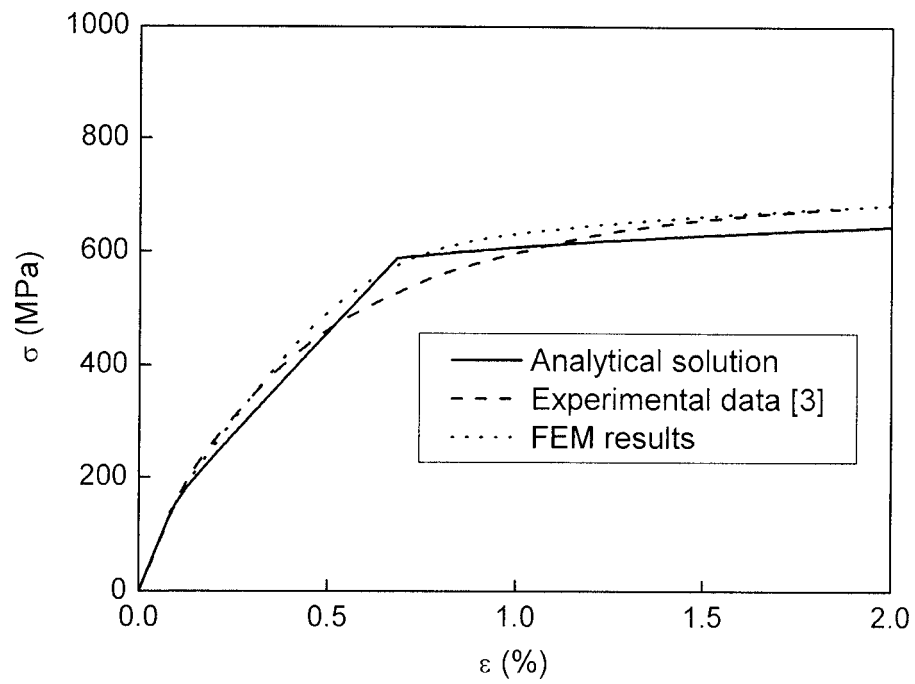 1000
800
600
400
200
0
σ (MPa)
Analytical solution
Experimental data [3]
FEM results
0.0 0.5 1.0 1.5 2.0
ε (%)